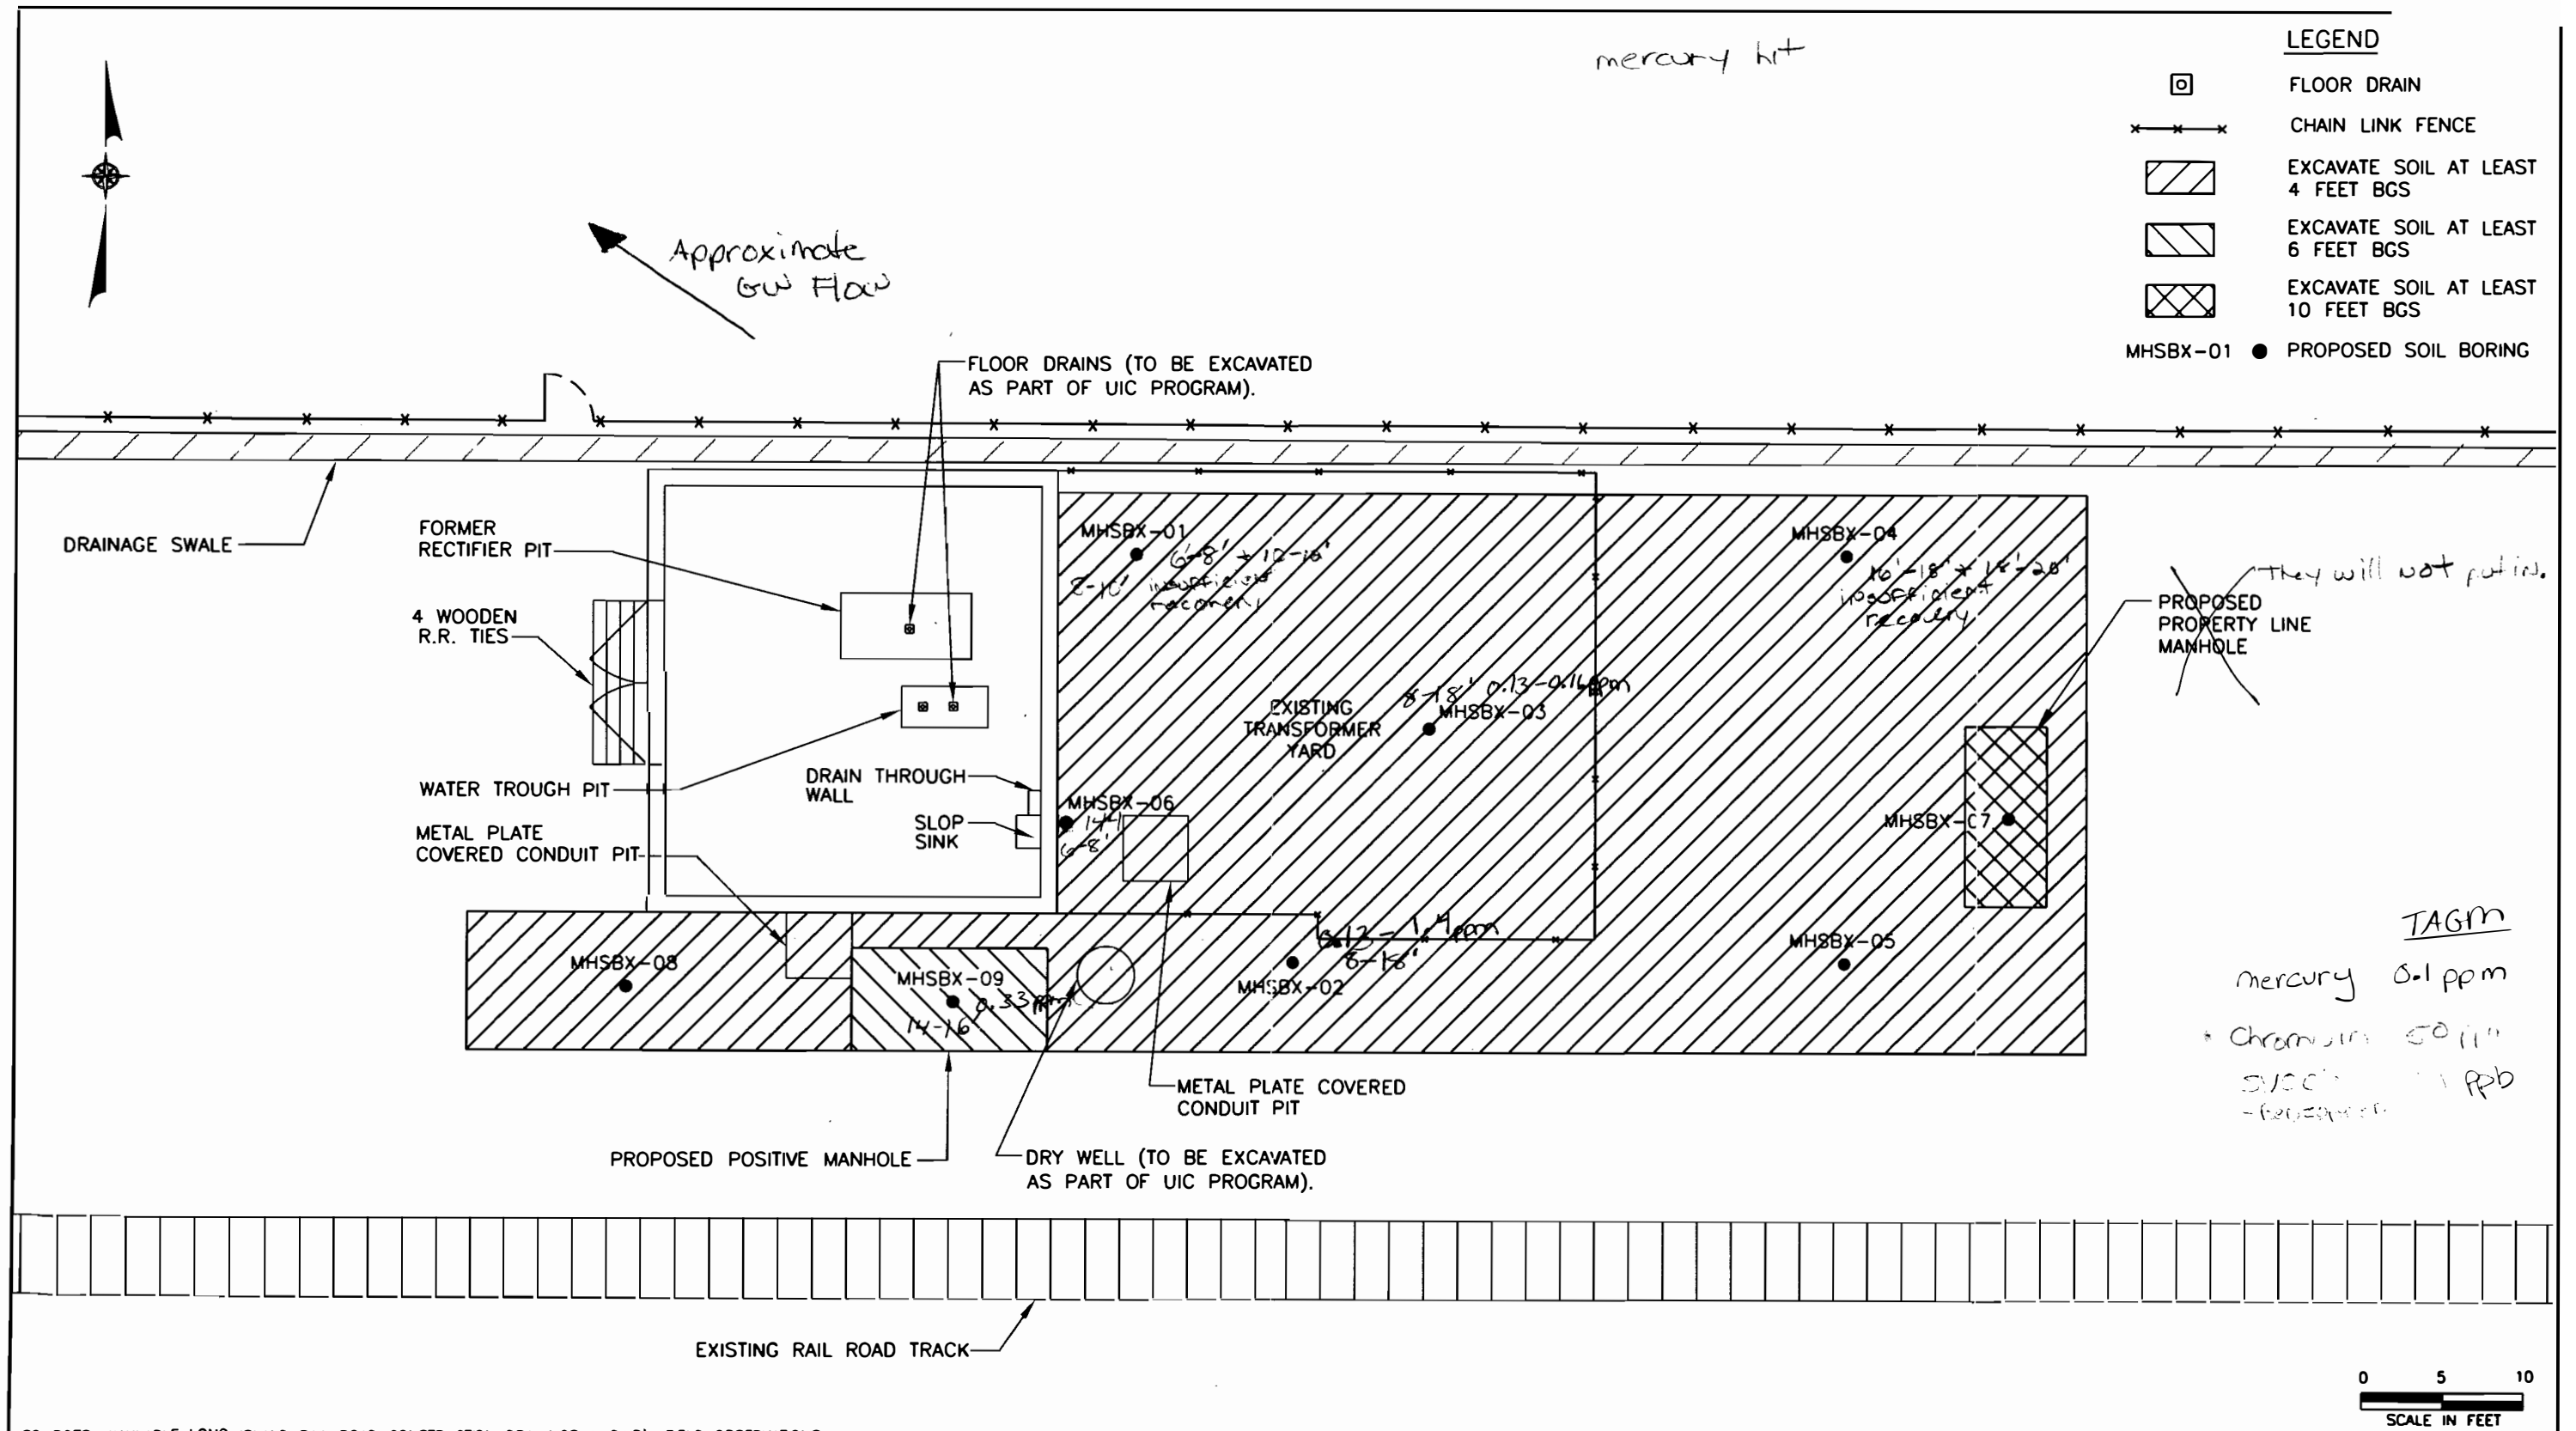 mercury hit
LEGEND
FLOOR DRAIN
CHAIN LINK FENCE
EXCAVATE SOIL AT LEAST
4 FEET BGS
EXCAVATE SOIL AT LEAST
6 FEET BGS
EXCAVATE SOIL AT LEAST
10 FEET BGS
MHSBX-01 PROPOSED SOIL BORING
Approximate
GW Flow
FLOOR DRAINS (TO BE EXCAVATED
AS PART OF UIC PROGRAM).
DRAINAGE SWALE
FORMER
RECTIFIER PIT
4 WOODEN
R.R. TIES
WATER TROUGH PIT
METAL PLATE
COVERED CONDUIT PIT
DRAIN THROUGH
WALL
SLOP
SINK
MHSBX-01
6-8' + 12-
8-10' insufficient
recovery
MHSBX-04
16'-18' + 18'-20'
insufficient
recovery
They will not put in.
PROPOSED
PROPERTY LINE
MANHOLE
8-18' 0.13-0.16ppm
MHSBX-03
EXISTING
TRANSFORMER
YARD
MHSBX-06
6-8'
MHSBX-07
0.13 - 1.4ppm
8-18'
MHSBX-02
MHSBX-05
MHSBX-08
MHSBX-09
0.33ppm
14-16'
TAGM
mercury 0.1 ppm
Chromium 50
ppb
METAL PLATE COVERED
CONDUIT PIT
PROPOSED POSITIVE MANHOLE
DRY WELL (TO BE EXCAVATED
AS PART OF UIC PROGRAM).
EXISTING RAIL ROAD TRACK
0 5 10
SCALE IN FEET